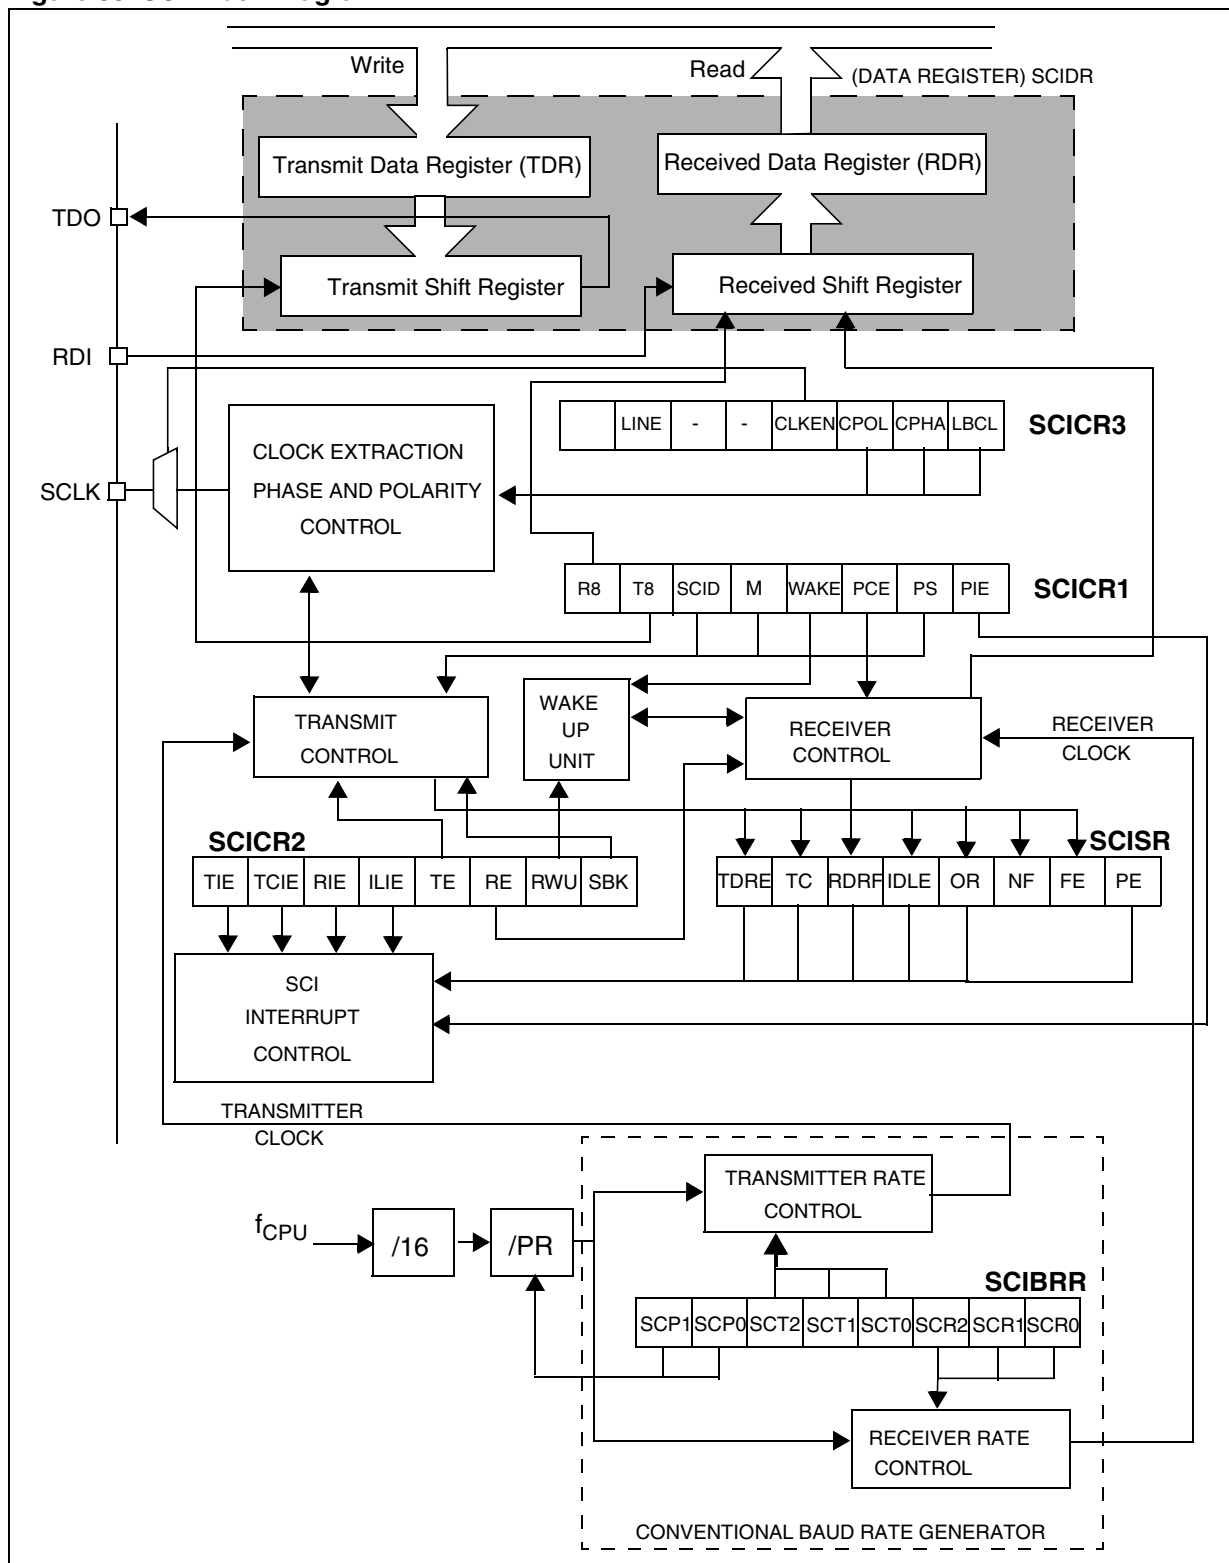 Write
Read
(DATA REGISTER) SCIDR
Transmit Data Register (TDR)
Received Data Register (RDR)
TDO
Transmit Shift Register
Received Shift Register
RDI
LINE - - CLKEN CPOL CPHA LBCL
SCICR3
CLOCK EXTRACTION
PHASE AND POLARITY
CONTROL
SCLK
R8 T8 SCID M WAKE PCE PS PIE
SCICR1
TRANSMIT
CONTROL
WAKE
UP
UNIT
RECEIVER
CONTROL
RECEIVER
CLOCK
SCICR2
TIE TCIE RIE ILIE TE RE RWU SBK
SCISR
TDRE TC RDRF IDLE OR NF FE PE
SCI
INTERRUPT
CONTROL
TRANSMITTER
CLOCK
TRANSMITTER RATE
CONTROL
fCPU
/16
/PR
SCIBRR
SCP1 SCP0 SCT2 SCT1 SCT0 SCR2 SCR1 SCR0
RECEIVER RATE
CONTROL
CONVENTIONAL BAUD RATE GENERATOR